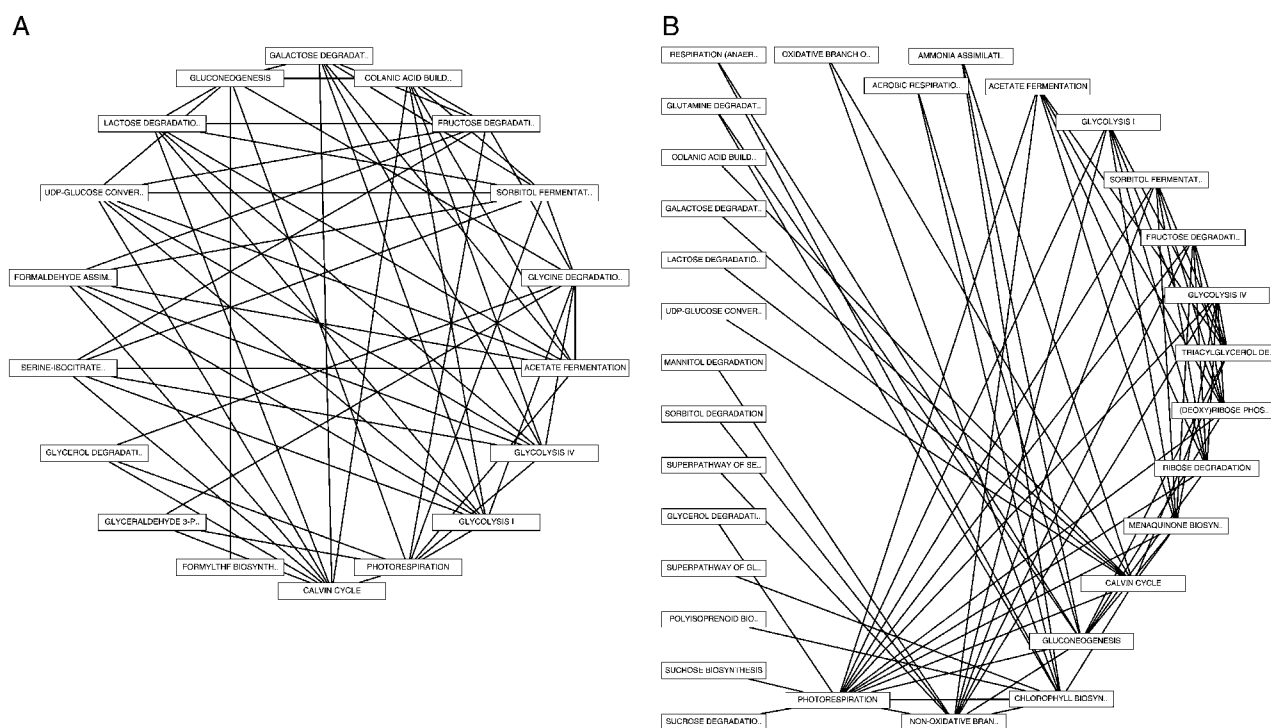 A
GALACTOSE DEGRADAT..
GLUCONEOGENESIS
COLANIC ACID BUILD..
LACTOSE DEGRADATIO..
FRUCTOSE DEGRADATI..
UDP-GLUCOSE CONVER..
SORBITOL FERMENTAT..
FORMALDEHYDE ASSIM..
GLYCINE DEGRADATIO..
SERINE-ISOCITRATE..
ACETATE FERMENTATION
GLYCEROL DEGRADATI..
GLYCOLYSIS IV
GLYCERALDEHYDE 3-P..
GLYCOLYSIS I
FORMYLTHF BIOSYNTH..
PHOTORESPIRATION
CALVIN CYCLE
B
RESPIRATION (ANAER..
OXIDATIVE BRANCH O..
AMMONIA ASSIMILATI..
AEROBIC RESPIRATIO..
ACETATE FERMENTATION
GLUTAMINE DEGRADAT..
GLYCOLYSIS I
COLANIC ACID BUILD..
SORBITOL FERMENTAT..
GALACTOSE DEGRADAT..
FRUCTOSE DEGRADATI..
LACTOSE DEGRADATIO..
GLYCOLYSIS IV
UDP-GLUCOSE CONVER..
TRIACYLGLYCEROL DE..
MANNITOL DEGRADATION
(DEOXY)RIBOSE PHOS..
SORBITOL DEGRADATION
RIBOSE DEGRADATION
SUPERPATHWAY OF SE..
GLYCEROL DEGRADATI..
MENAQUINONE BIOSYN..
SUPERPATHWAY OF GL..
CALVIN CYCLE
POLYISOPRENOID BIO..
GLUCONEOGENESIS
SUCROSE BIOSYNTHESIS
PHOTORESPIRATION
CHLOROPHYLL BIOSYN..
SUCROSE DEGRADATIO..
NON-OXIDATIVE BRAN..